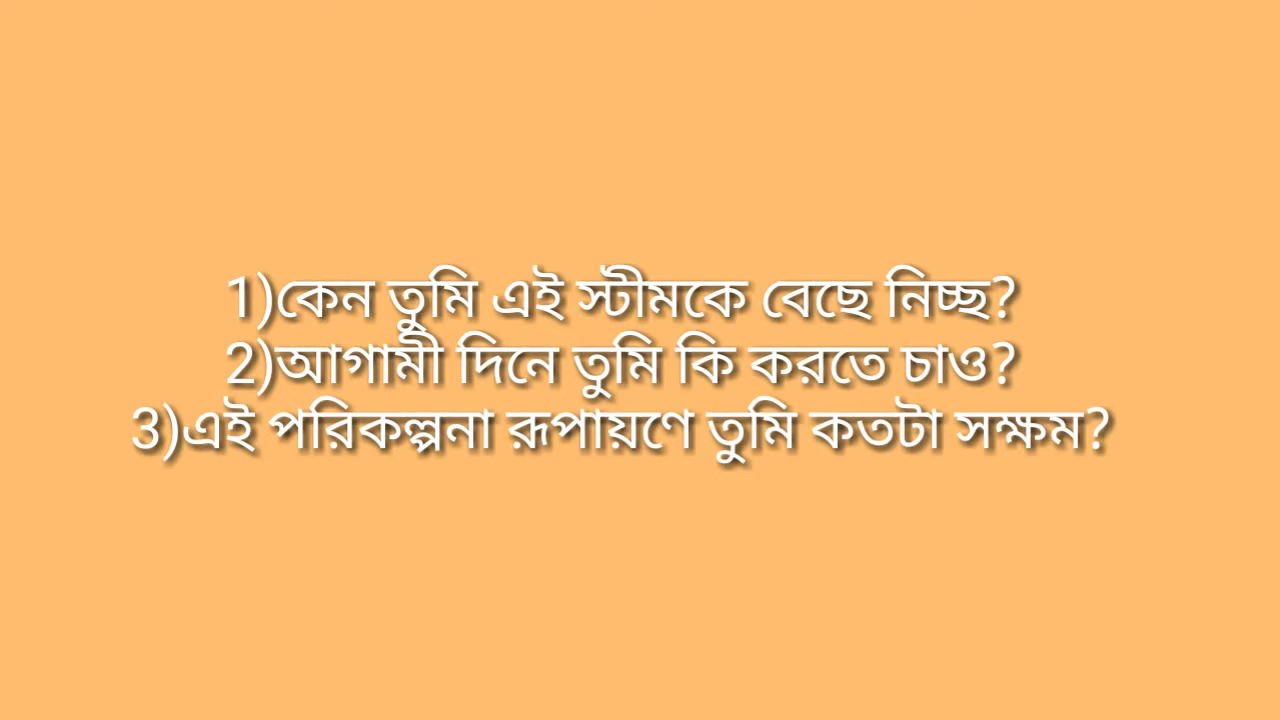 1)কেন তুমি এই স্টীমকে বেছে নিচ্ছ?
2)আগামী দিনে তুমি কি করতে চাও?
3)এই পরিকল্পনা রূপায়ণে তুমি কতটা সক্ষম?